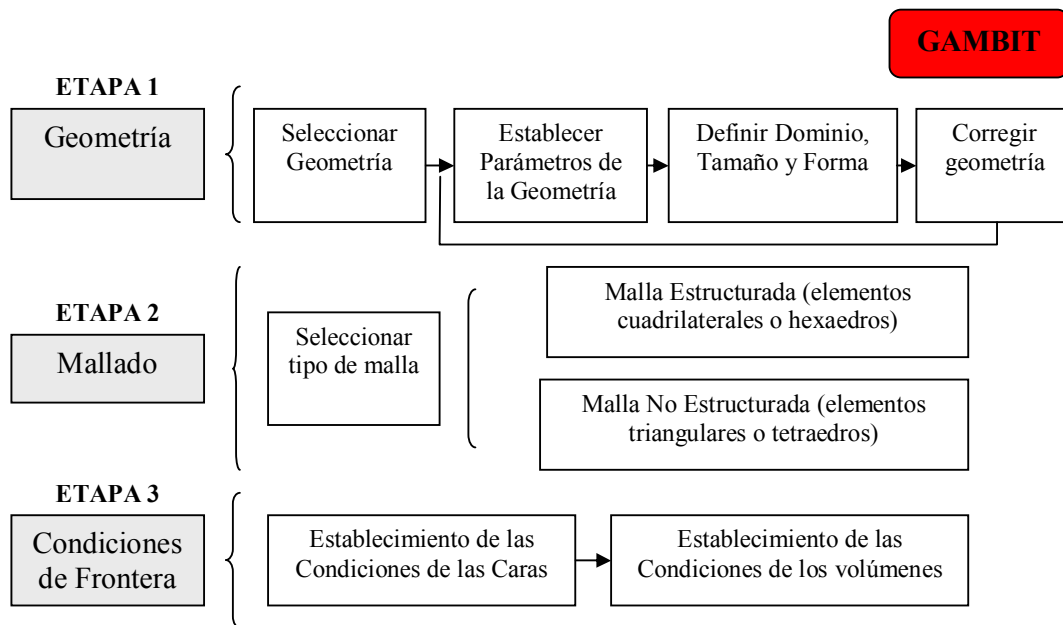 GAMBIT
ETAPA 1
Geometría
Seleccionar
Geometría
Establecer
Parámetros de
la Geometría
Definir Dominio,
Tamaño y Forma
Corregir
geometría
ETAPA 2
Mallado
Seleccionar
tipo de malla
Malla Estructurada (elementos
cuadrilaterales o hexaedros)
Malla No Estructurada (elementos
triangulares o tetraedros)
ETAPA 3
Condiciones
de Frontera
Establecimiento de las
Condiciones de las Caras
Establecimiento de las
Condiciones de los volúmenes